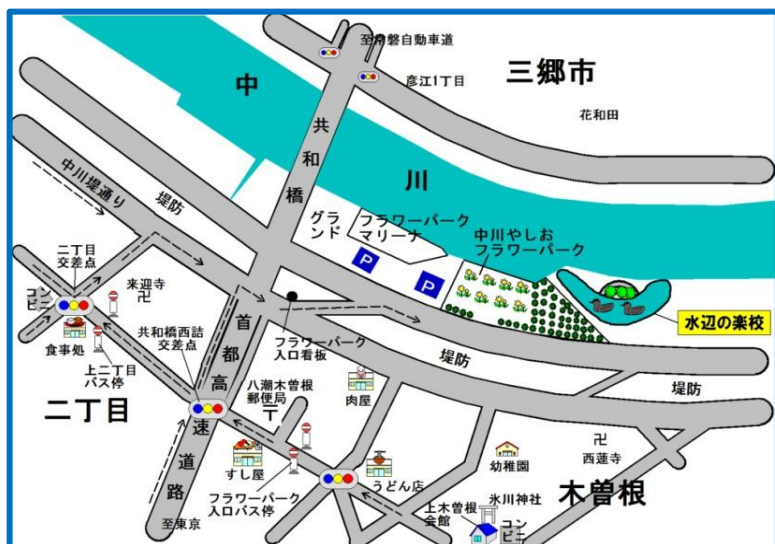 至常磐自動車道
三郷市
彦江1丁目
花和田
中
川
共和橋
中川堤通り
堤防
グラ
ンド
フラワーパーク
マリーナ
中川やしお
フラワーパーク
P
P
二丁目
交差点
来迎寺
コン
ビニ
食事処
上二丁目
バス停
共和橋西詰
交差点
首都高速道路
フラワーパーク
入口看板
水辺の楽校
堤防
堤防
二丁目
八潮木曽根
郵便局
〒
肉屋
すし屋
フラワーパーク
入口バス停
うどん店
幼稚園
西蓮寺
木曽根
氷川神社
上木曽根
会館
コン
ビニ
至東京